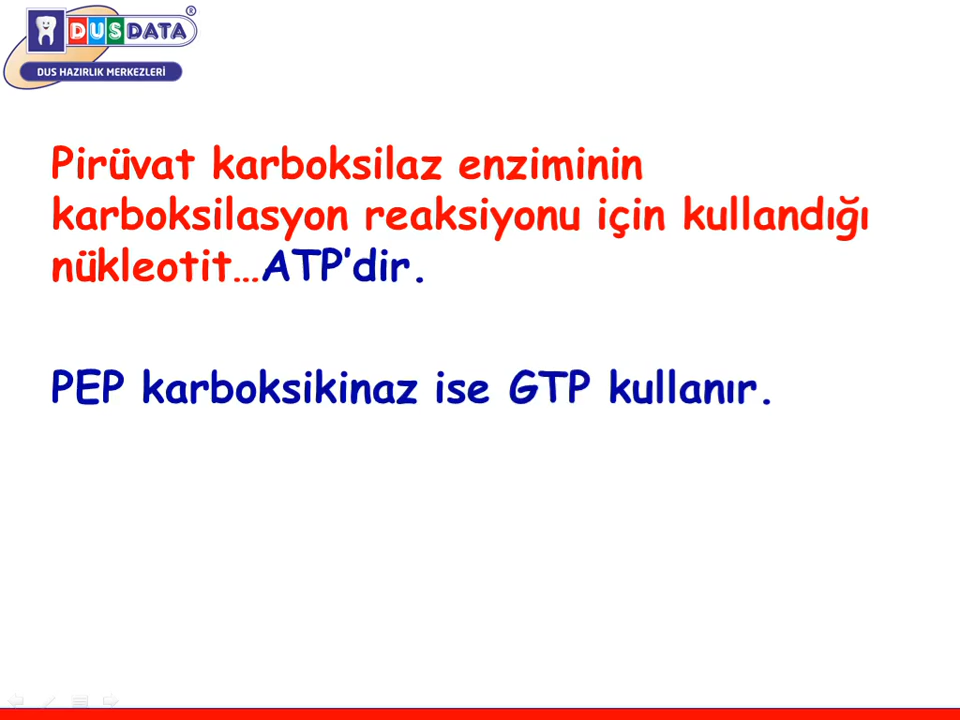 DUSDATA®
DUS HAZIRLIK MERKEZLERİ
Pirüvat karboksilaz enziminin
karboksilasyon reaksiyonu için kullandığı
nükleotit…ATP’dir.
PEP karboksikinaz ise GTP kullanır.